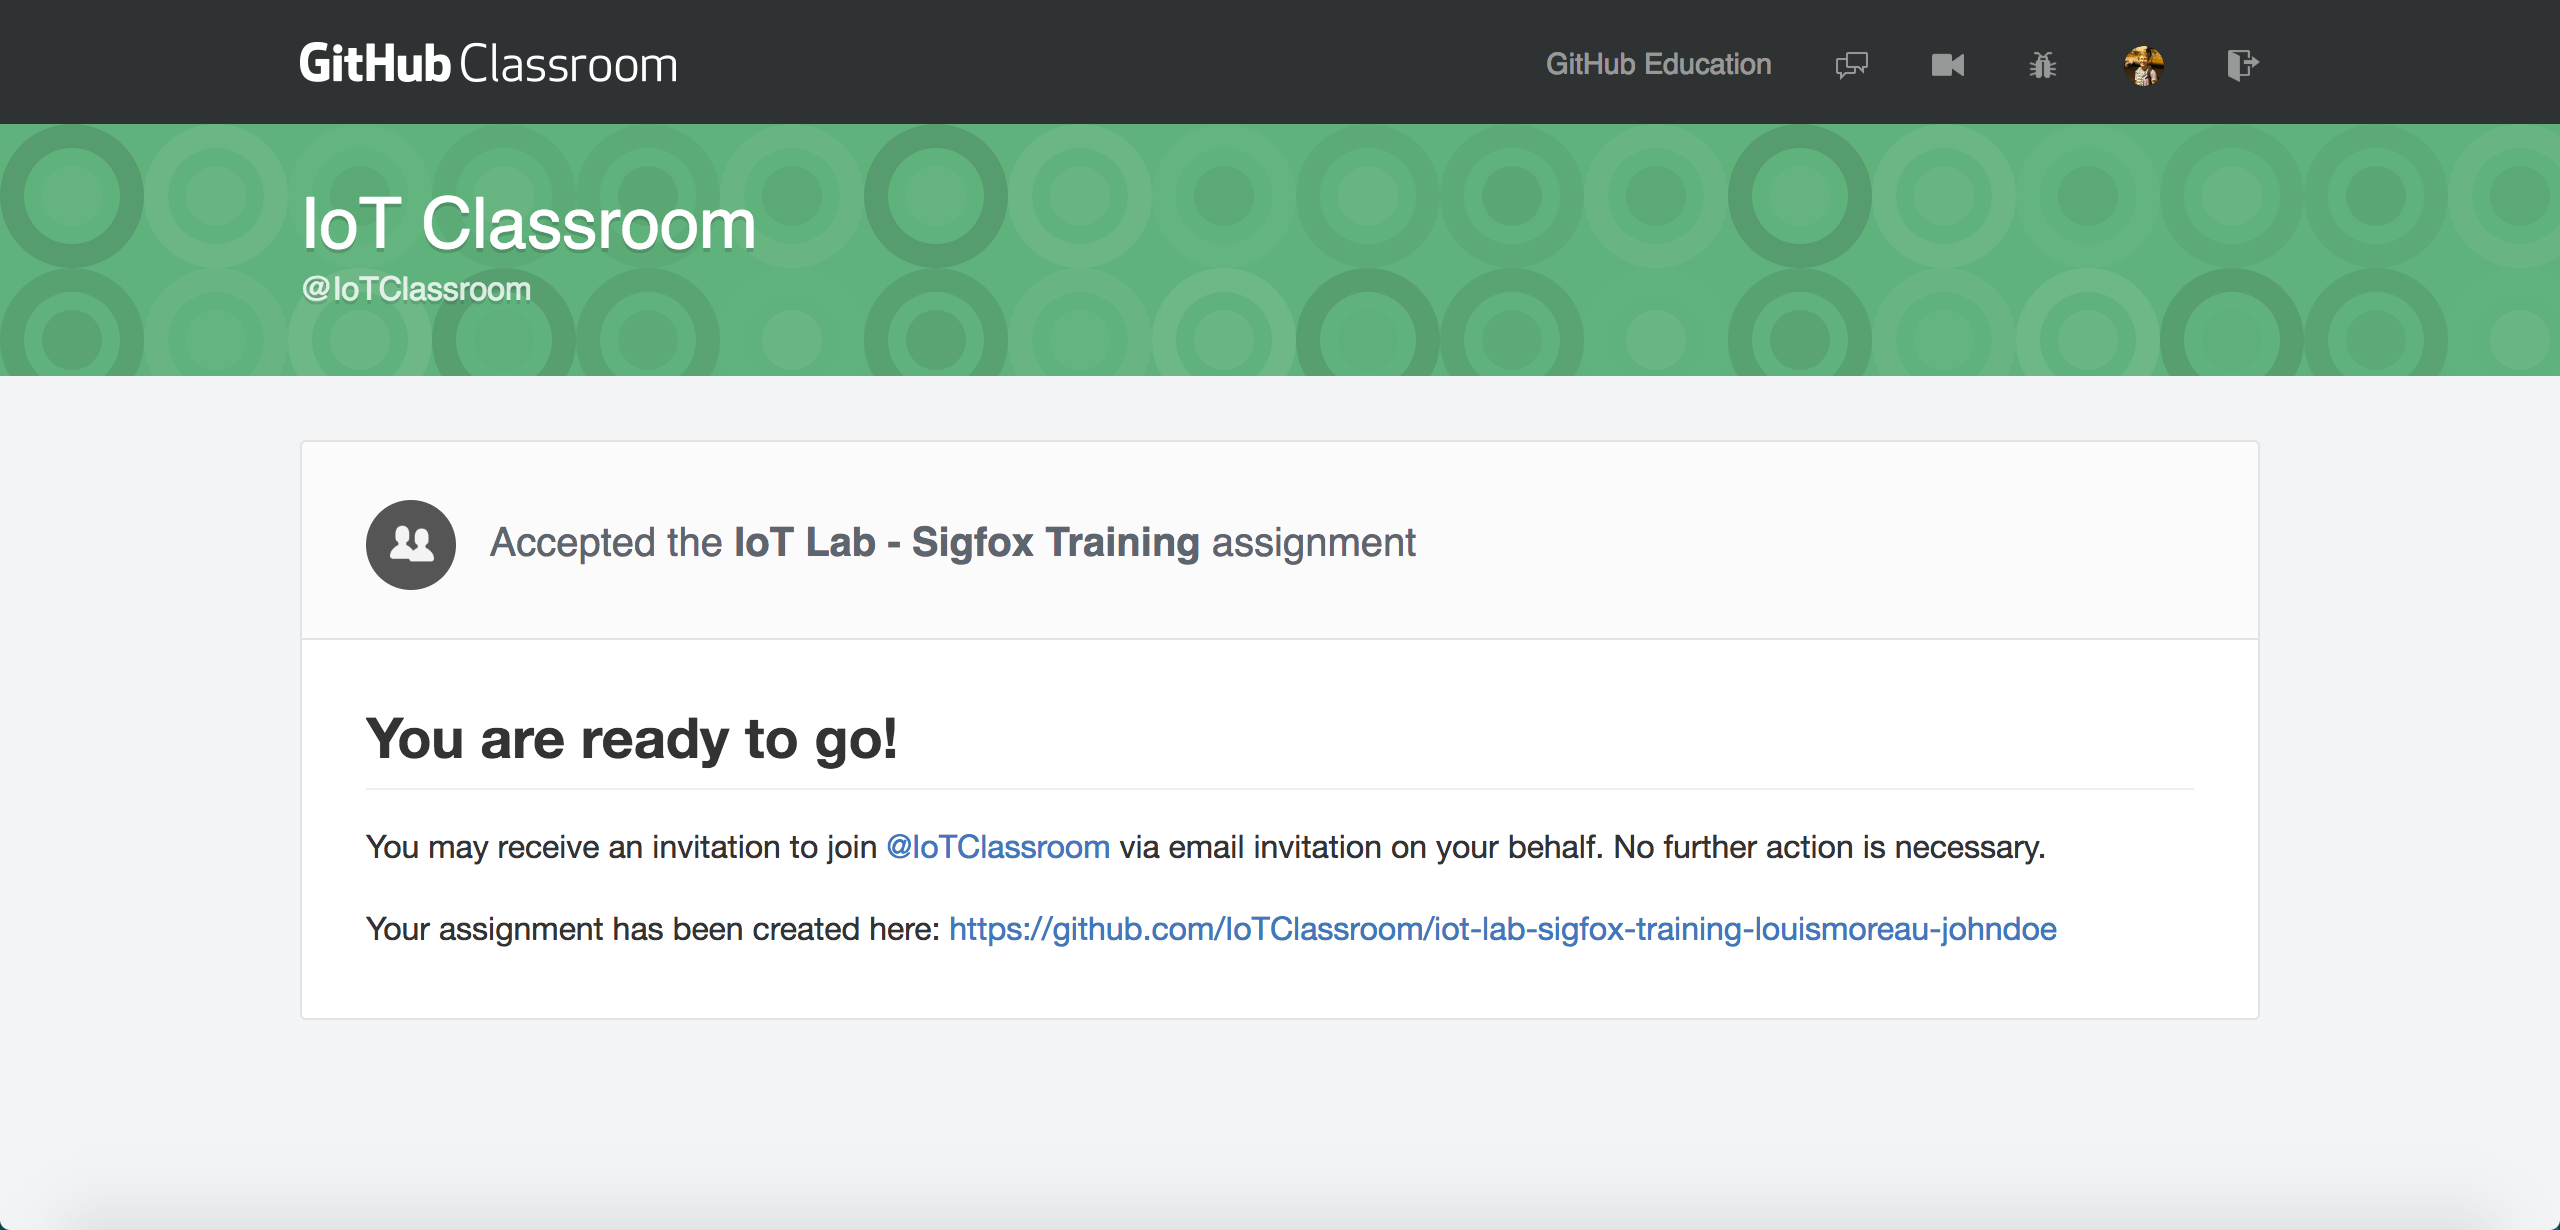 GitHub Classroom
GitHub Education
IoT Classroom
@IoTClassroom
Accepted the IoT Lab - Sigfox Training assignment
You are ready to go!
You may receive an invitation to join @IoTClassroom via email invitation on your behalf. No further action is necessary.
Your assignment has been created here: https://github.com/IoTClassroom/iot-lab-sigfox-training-louismoreau-johndoe